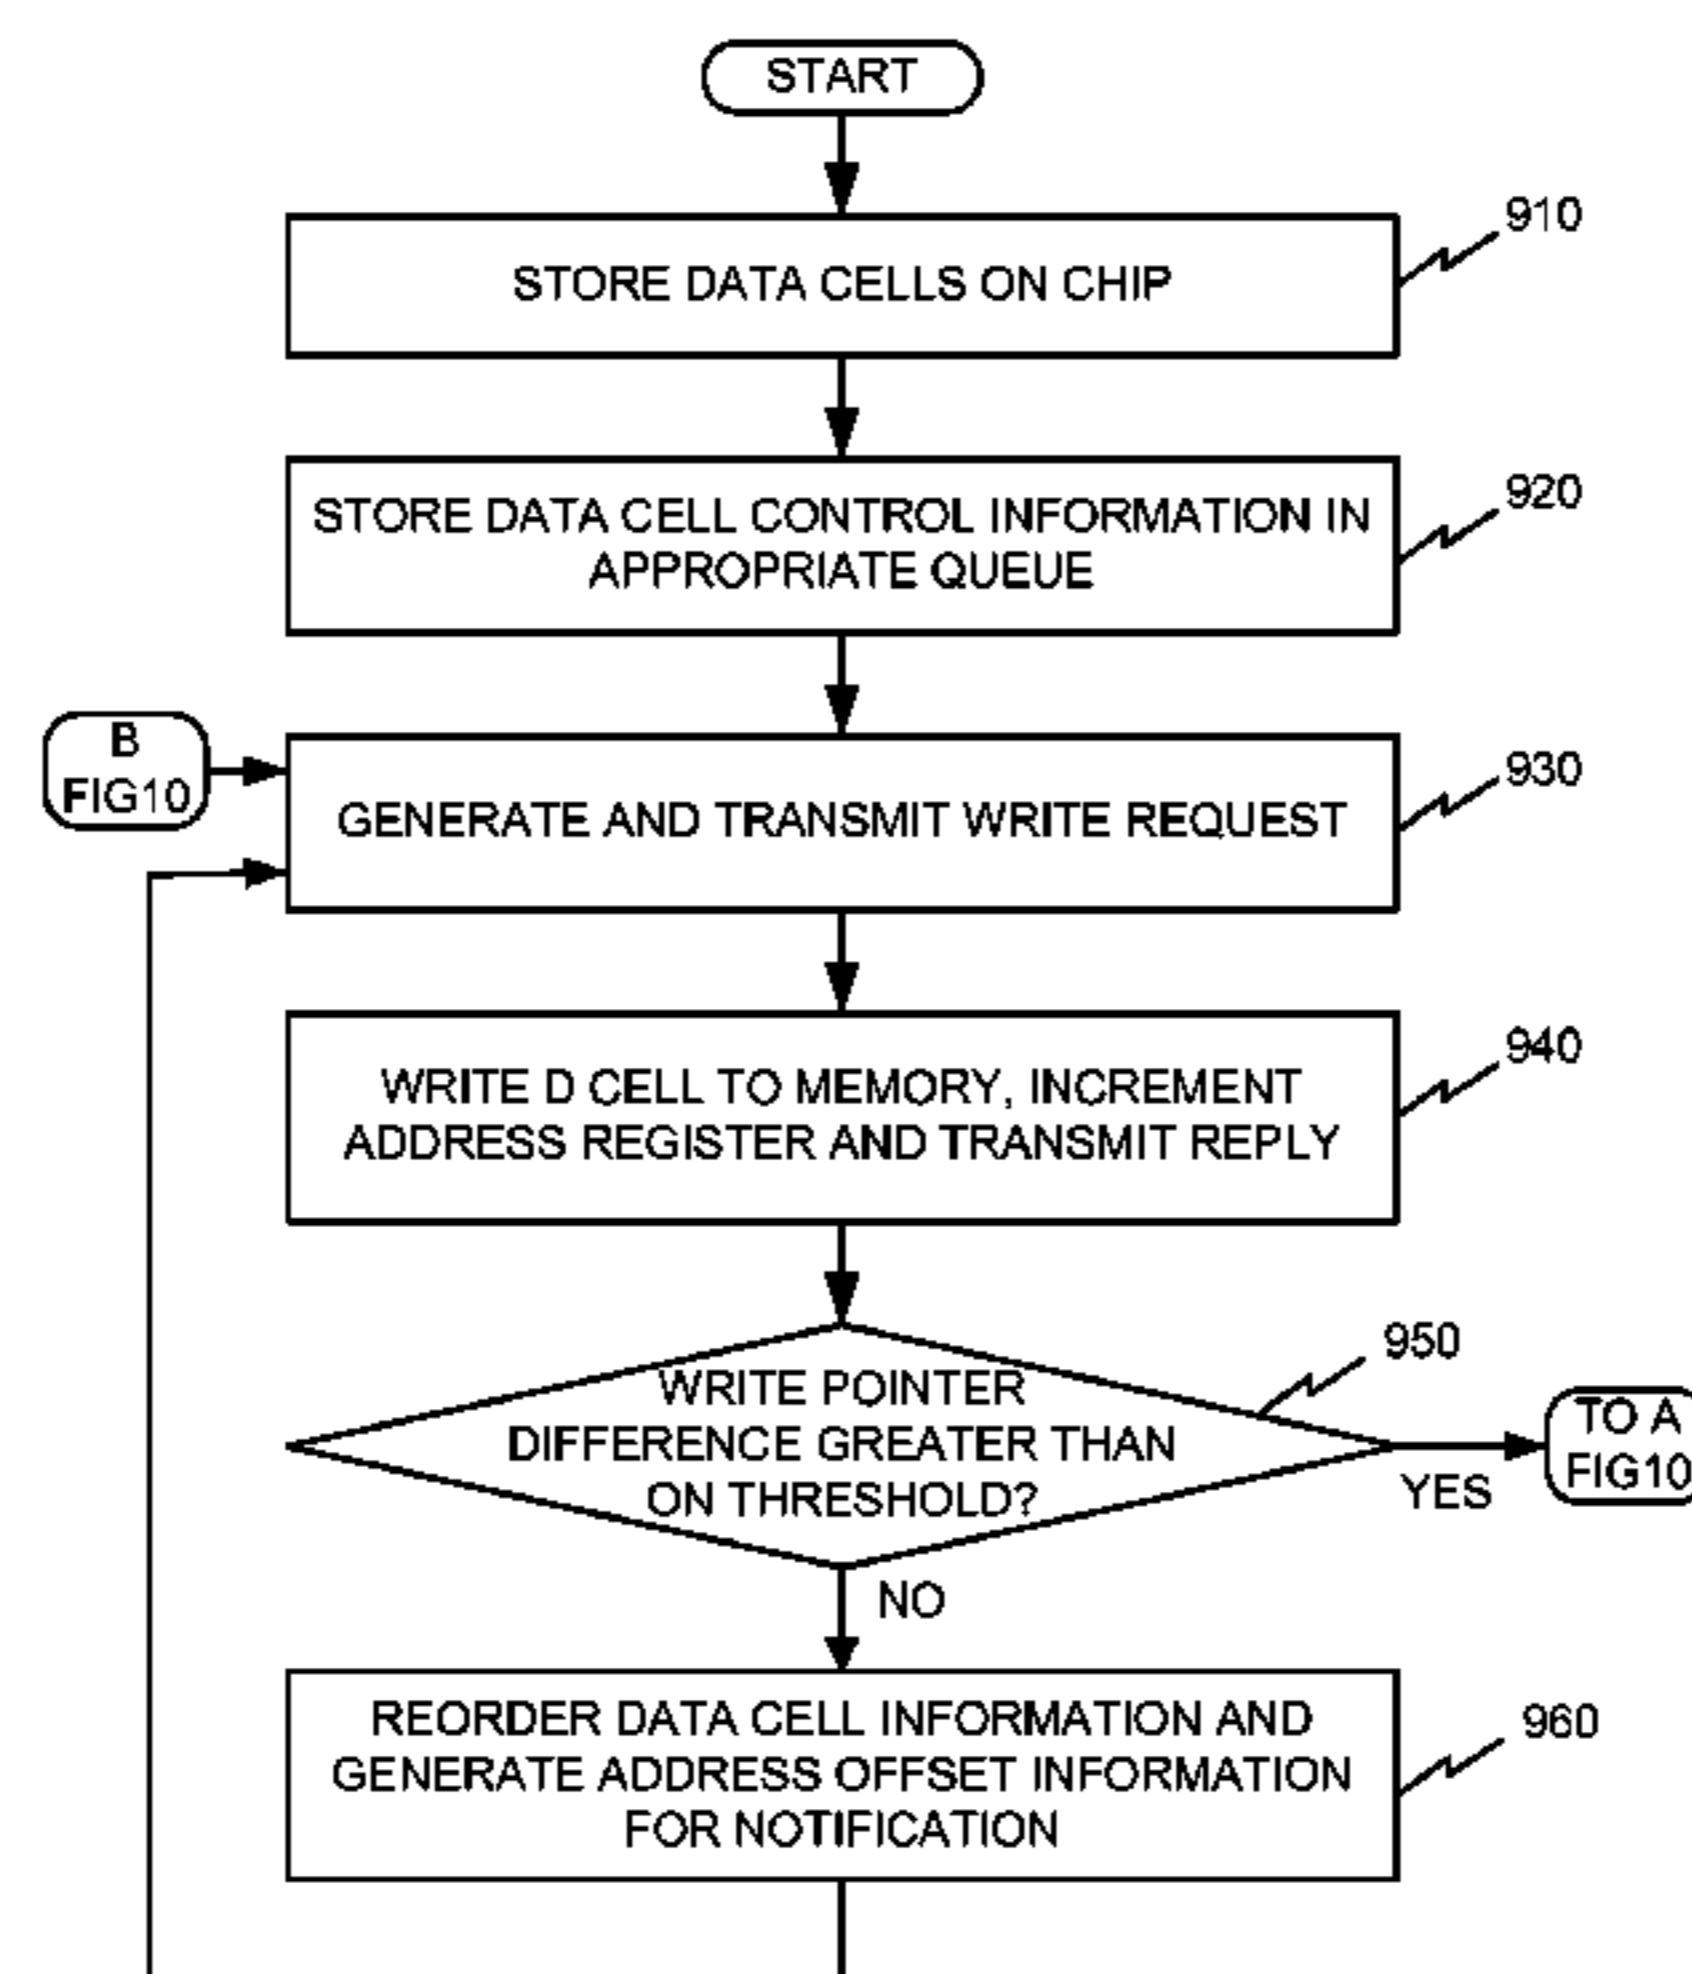 START
910
STORE DATA CELLS ON CHIP
920
STORE DATA CELL CONTROL INFORMATION IN
APPROPRIATE QUEUE
B
FIG10
930
GENERATE AND TRANSMIT WRITE REQUEST
940
WRITE D CELL TO MEMORY, INCREMENT
ADDRESS REGISTER AND TRANSMIT REPLY
950
WRITE POINTER
DIFFERENCE GREATER THAN
ON THRESHOLD?
YES
TO A
FIG10
NO
960
REORDER DATA CELL INFORMATION AND
GENERATE ADDRESS OFFSET INFORMATION
FOR NOTIFICATION